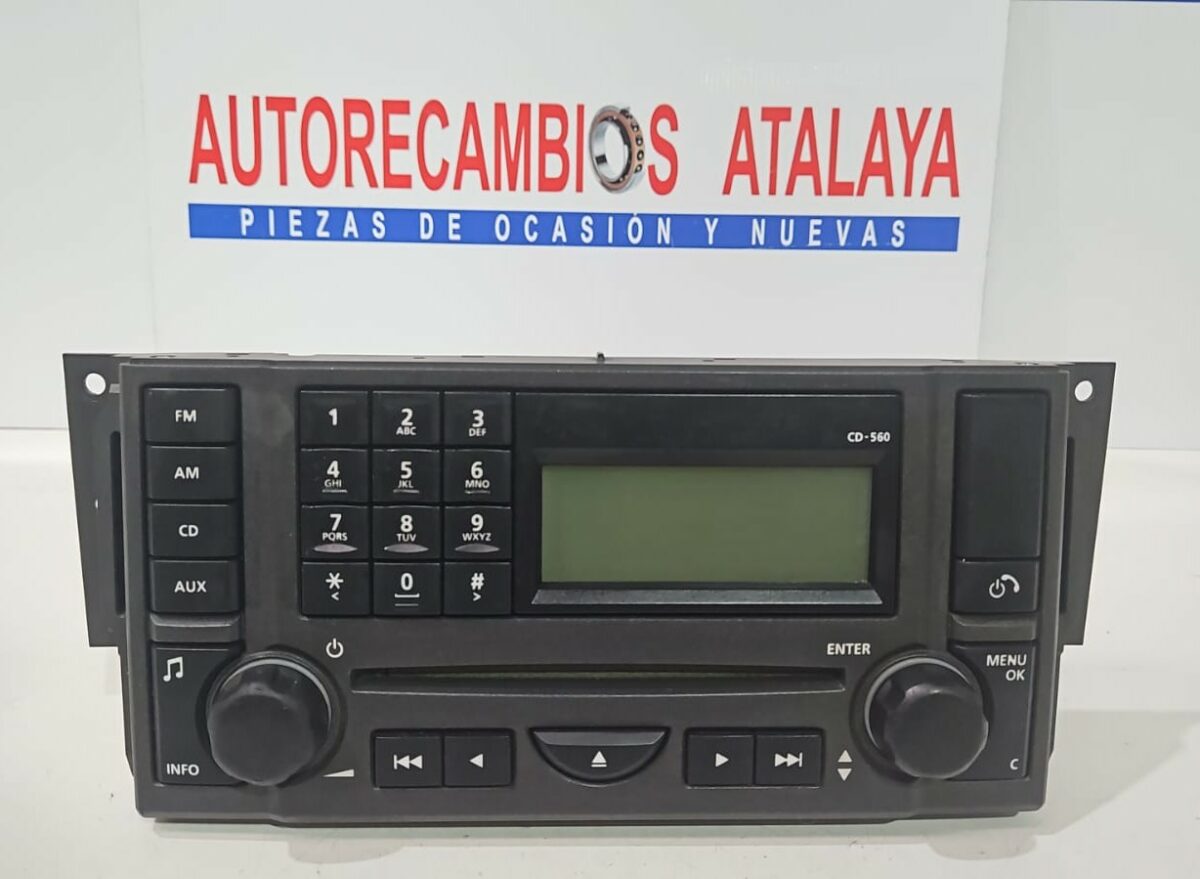 AUTORECAMBIOS ATALAYA
PIEZAS DE OCASIÓN Y NUEVAS
FM
AM
CD
AUX
1
2
ABC
3
DEF
4
GHI
5
JKL
6
MNO
7
PQRS
8
TUV
9
WXYZ
*
<
0
#
>
CD-560
ENTER
MENU
OK
INFO
C